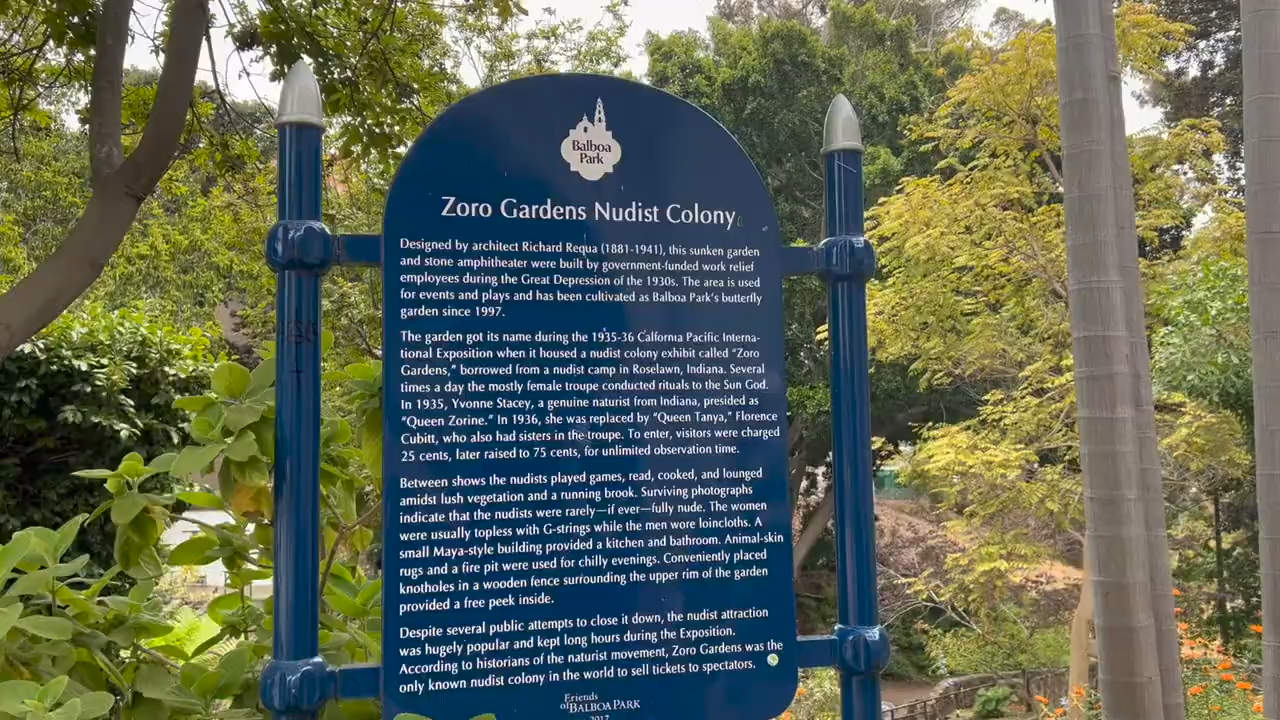 Balboa
Park
Zoro Gardens Nudist Colony
Designed by architect Richard Requa (1881-1941), this sunken garden
and stone amphitheater were built by government-funded work relief
employees during the Great Depression of the 1930s. The area is used
for events and plays and has been cultivated as Balboa Park's butterfly
garden since 1997.
The garden got its name during the 1935-36 California Pacific Interna-
tional Exposition when it housed a nudist colony exhibit called "Zoro
Gardens," borrowed from a nudist camp in Roselawn, Indiana. Several
times a day the mostly female troupe conducted rituals to the Sun God.
In 1935, Yvonne Stacey, a genuine naturist from Indiana, presided as
"Queen Zorine." In 1936, she was replaced by "Queen Tanya," Florence
Cubitt, who also had sisters in the troupe. To enter, visitors were charged
25 cents, later raised to 75 cents, for unlimited observation time.
Between shows the nudists played games, read, cooked, and lounged
amidst lush vegetation and a running brook. Surviving photographs
indicate that the nudists were rarely—if ever—fully nude. The women
were usually topless with G-strings while the men wore loincloths. A
small Maya-style building provided a kitchen and bathroom. Animal-skin
rugs and a fire pit were used for chilly evenings. Conveniently placed
knotholes in a wooden fence surrounding the upper rim of the garden
provided a free peek inside.
Despite several public attempts to close it down, the nudist attraction
was hugely popular and kept long hours during the Exposition.
According to historians of the naturist movement, Zoro Gardens was the
only known nudist colony in the world to sell tickets to spectators.
Friends
of BALBOA PARK
2017